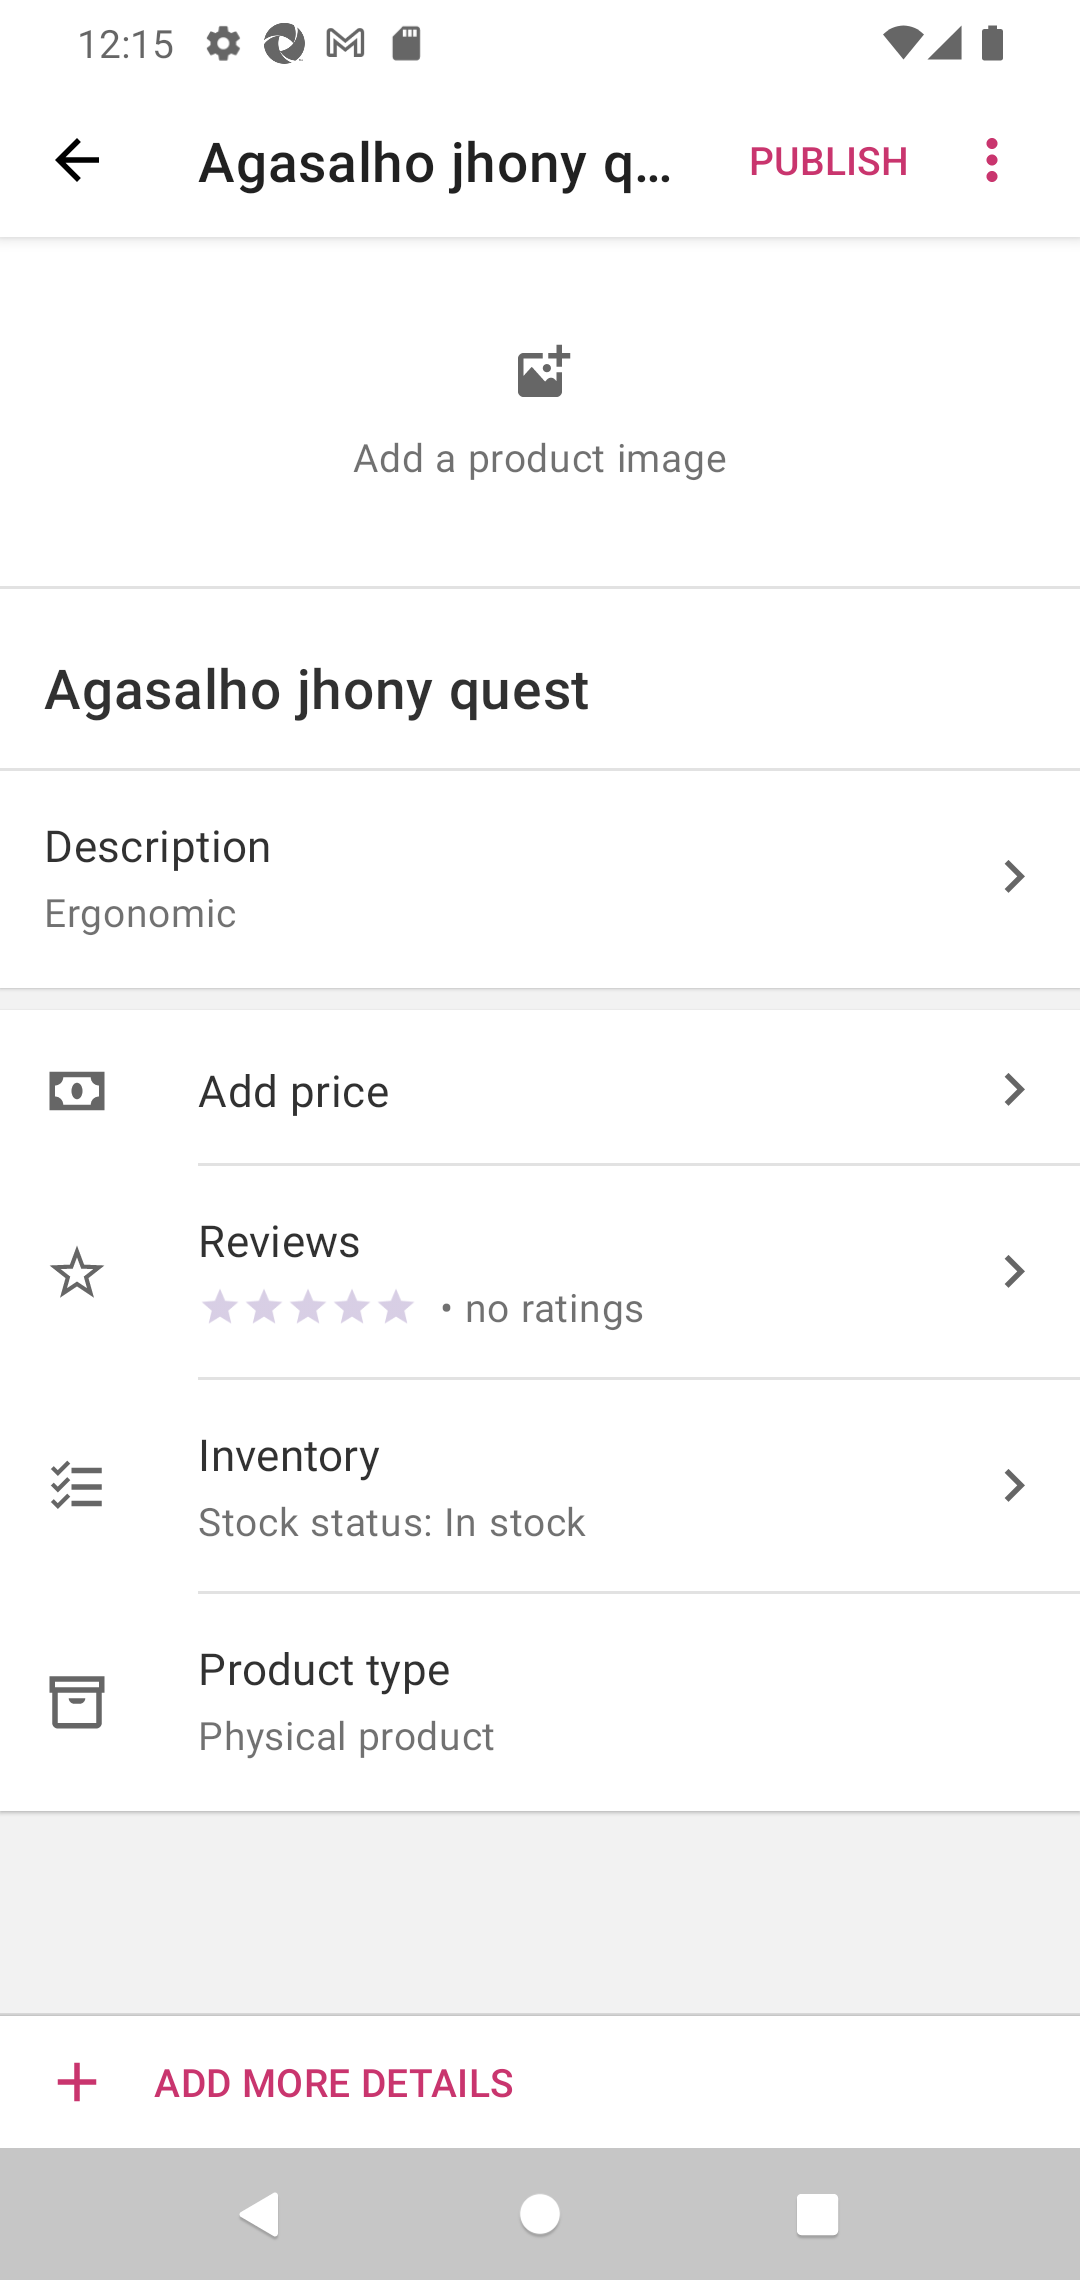 12:15
Agasalho jhony q...
PUBLISH
Add a product image
Agasalho jhony quest
Description
Ergonomic
Add price
Reviews
• no ratings
Inventory
Stock status: In stock
Product type
Physical product
ADD MORE DETAILS